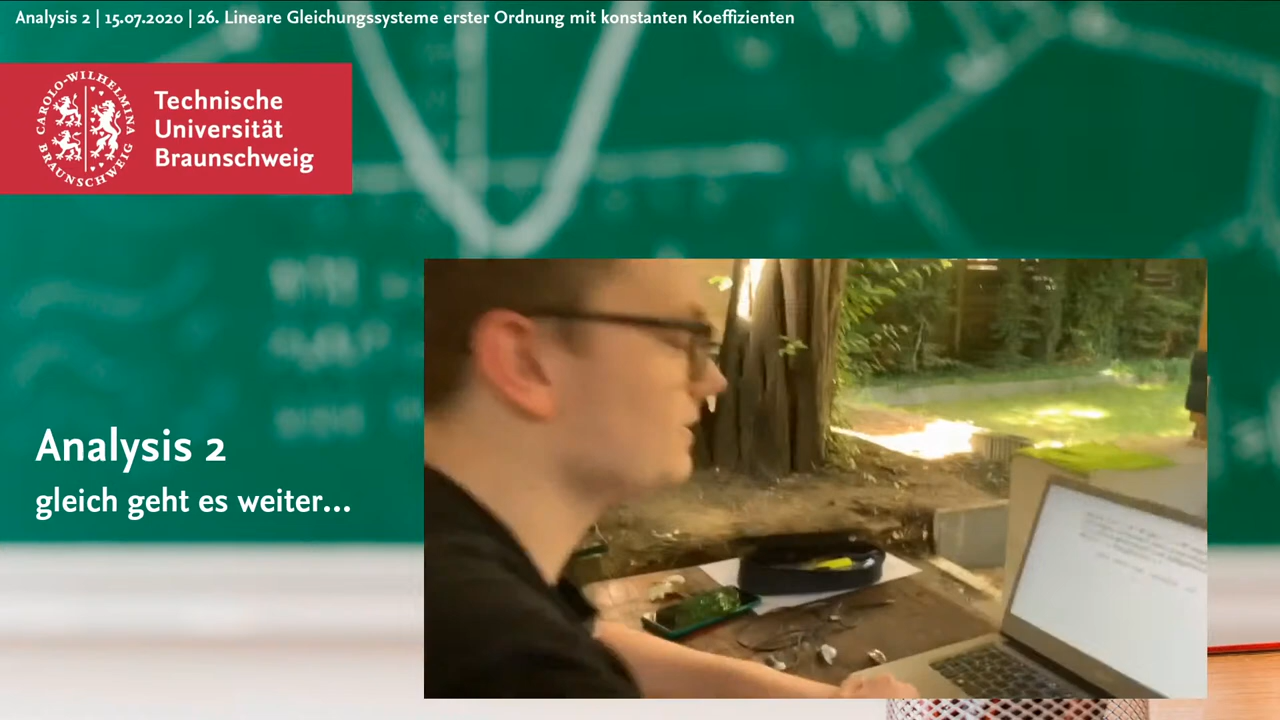 Analysis 2 | 15.07.2020 | 26. Lineare Gleichungssysteme erster Ordnung mit konstanten Koeffizienten
CAROLO-WILHELMINA
BRAUNSCHWEIG
Technische
Universität
Braunschweig
Analysis 2
gleich geht es weiter...